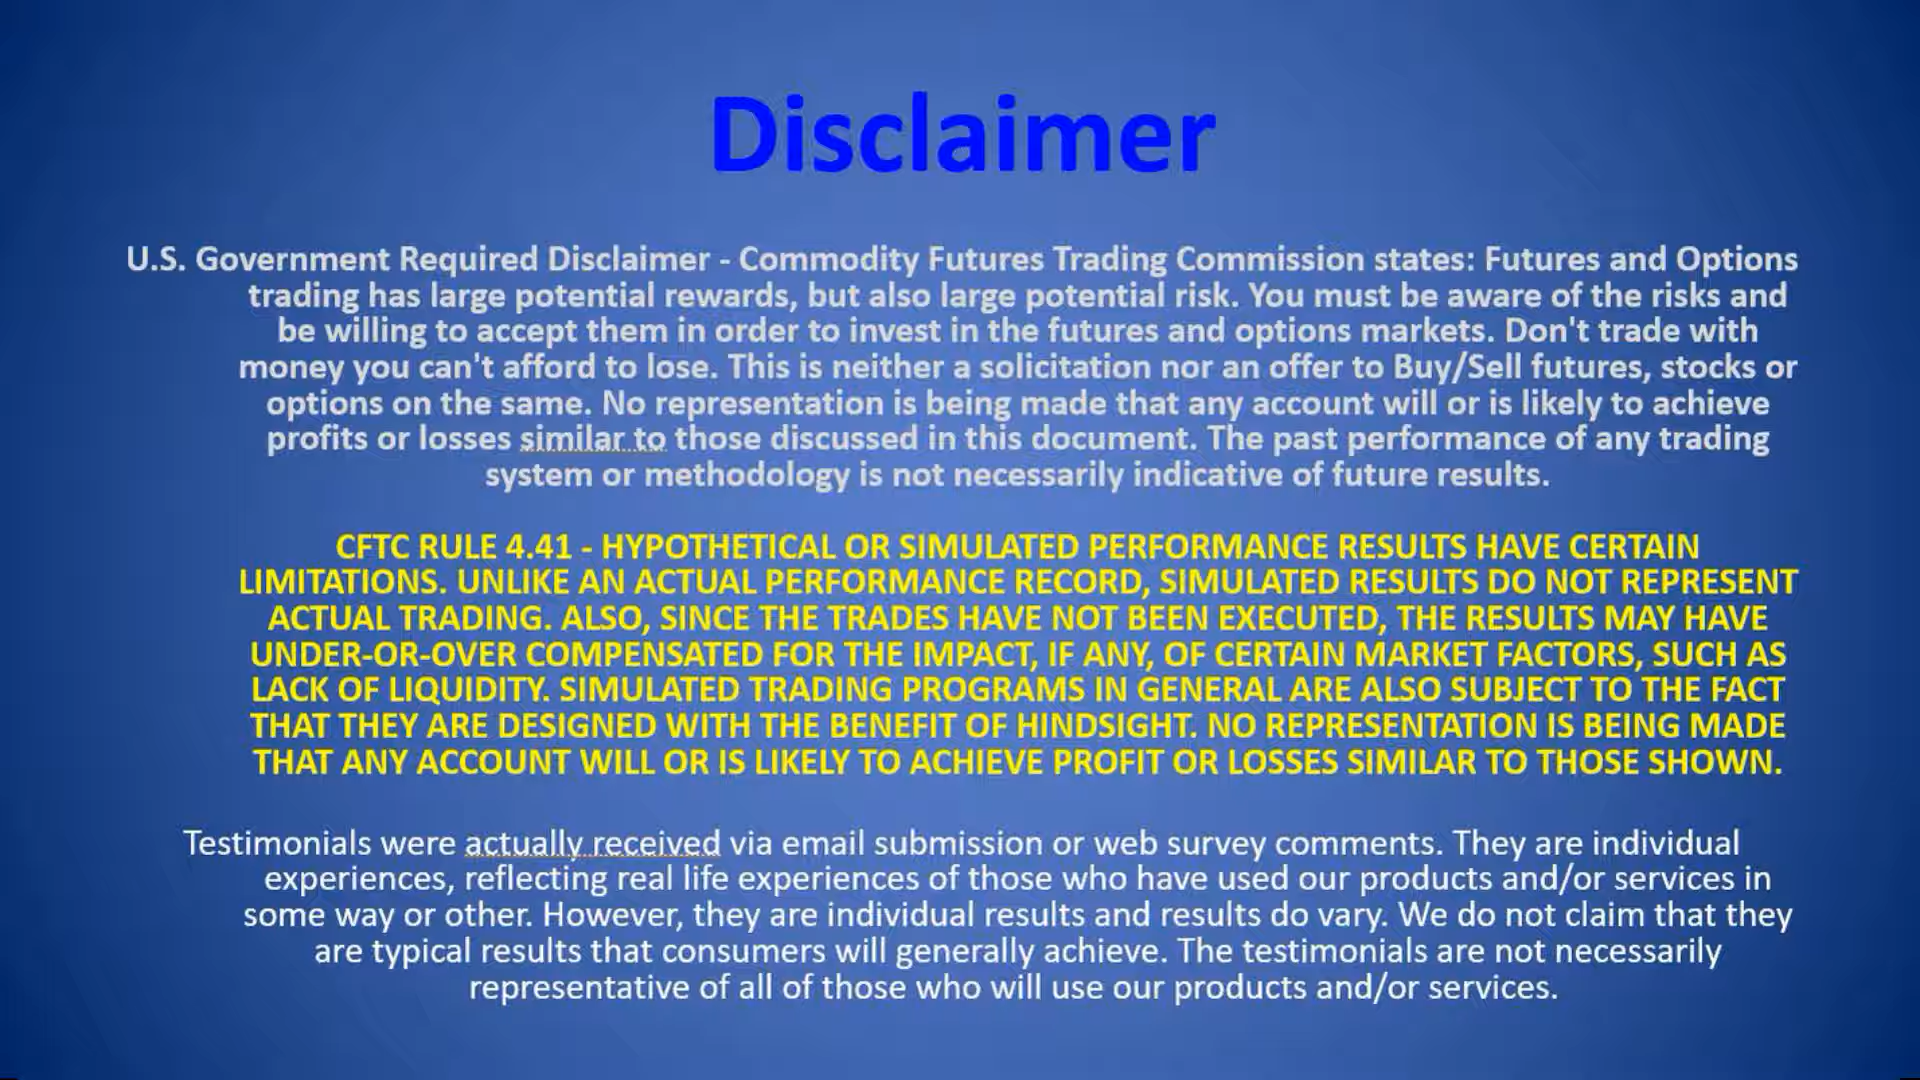 Disclaimer
U.S. Government Required Disclaimer - Commodity Futures Trading Commission states: Futures and Options
trading has large potential rewards, but also large potential risk. You must be aware of the risks and
be willing to accept them in order to invest in the futures and options markets. Don't trade with
money you can't afford to lose. This is neither a solicitation nor an offer to Buy/Sell futures, stocks or
options on the same. No representation is being made that any account will or is likely to achieve
profits or losses similar to those discussed in this document. The past performance of any trading
system or methodology is not necessarily indicative of future results.
CFTC RULE 4.41 - HYPOTHETICAL OR SIMULATED PERFORMANCE RESULTS HAVE CERTAIN
LIMITATIONS. UNLIKE AN ACTUAL PERFORMANCE RECORD, SIMULATED RESULTS DO NOT REPRESENT
ACTUAL TRADING. ALSO, SINCE THE TRADES HAVE NOT BEEN EXECUTED, THE RESULTS MAY HAVE
UNDER-OR-OVER COMPENSATED FOR THE IMPACT, IF ANY, OF CERTAIN MARKET FACTORS, SUCH AS
LACK OF LIQUIDITY. SIMULATED TRADING PROGRAMS IN GENERAL ARE ALSO SUBJECT TO THE FACT
THAT THEY ARE DESIGNED WITH THE BENEFIT OF HINDSIGHT. NO REPRESENTATION IS BEING MADE
THAT ANY ACCOUNT WILL OR IS LIKELY TO ACHIEVE PROFIT OR LOSSES SIMILAR TO THOSE SHOWN.
Testimonials were actually received via email submission or web survey comments. They are individual
experiences, reflecting real life experiences of those who have used our products and/or services in
some way or other. However, they are individual results and results do vary. We do not claim that they
are typical results that consumers will generally achieve. The testimonials are not necessarily
representative of all of those who will use our products and/or services.